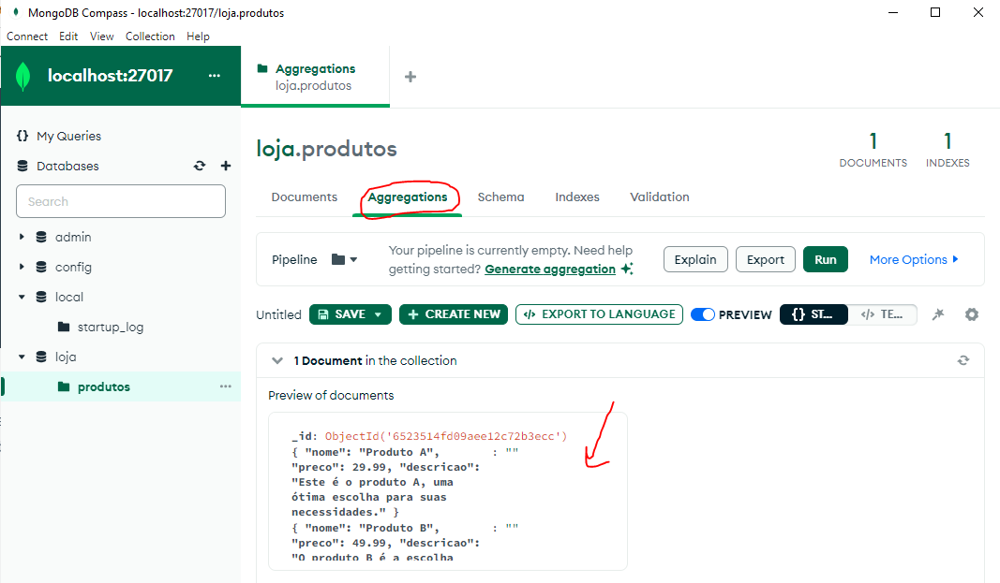 MongoDB Compass - localhost:27017/loja.produtos
Connect Edit View Collection Help
localhost:27017 ...
Aggregations
loja.produtos
+
{} My Queries
Databases
Search
admin
config
local
startup_log
loja
produtos ...
loja.produtos
1
DOCUMENTS
1
INDEXES
Documents Aggregations Schema Indexes Validation
Pipeline
Your pipeline is currently empty. Need help
getting started? Generate aggregation
Explain Export Run More Options
Untitled SAVE + CREATE NEW </> EXPORT TO LANGUAGE PREVIEW {} ST... </> TE...
1 Document in the collection
Preview of documents
_id: ObjectId('6523514fd09aee12c72b3ecc')
{ "nome": "Produto A", : ""
"preco": 29.99, "descricao":
"Este é o produto A, uma
ótima escolha para suas
necessidades." }
{ "nome": "Produto B", : ""
"preco": 49.99, "descricao":
"O produto B é a escolha